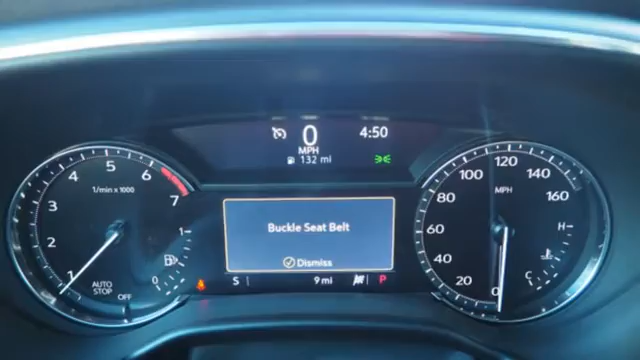 0
MPH
132 mi
4:50
1
2
3
4
5
6
7
1/min x 1000
AUTO
STOP
OFF
1
0
Buckle Seat Belt
Dismiss
S
9 mi
P
0
20
40
60
80
100
120
140
160
MPH
H
C